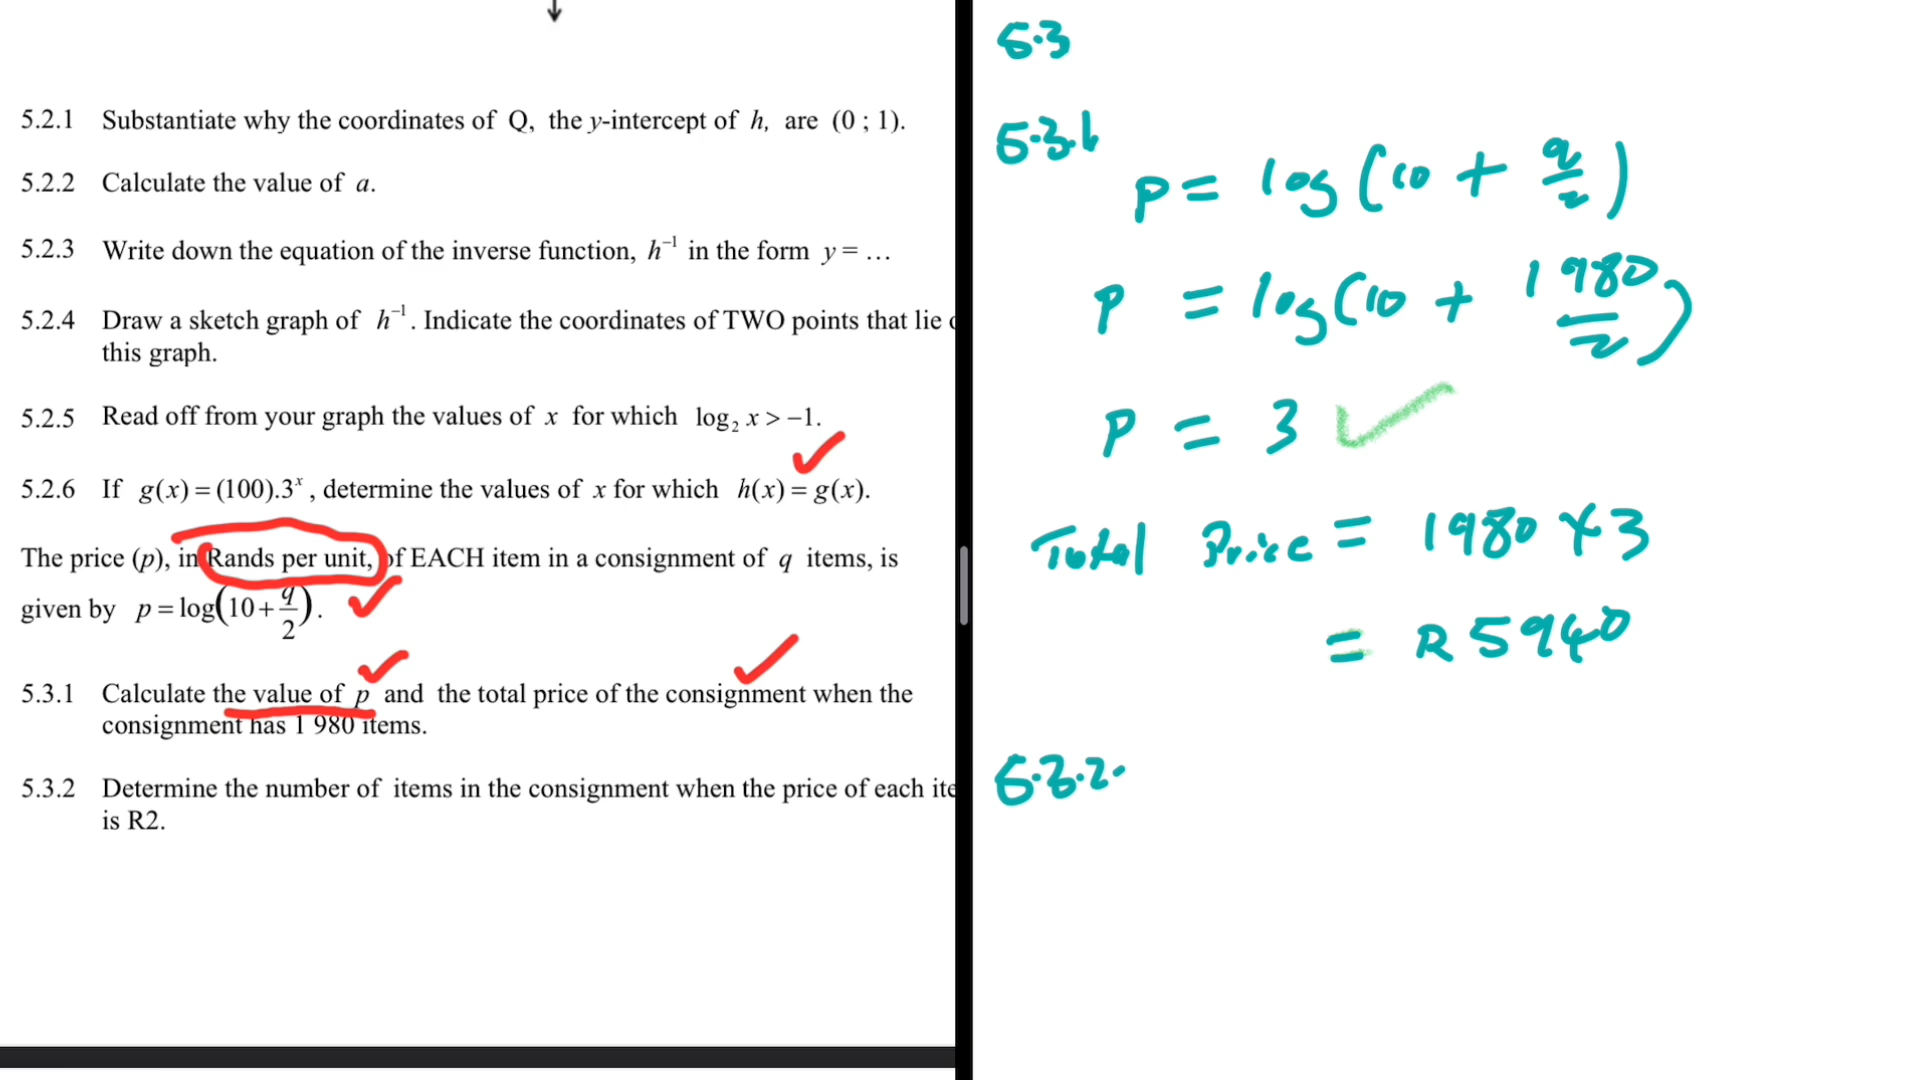 5.2.1 Substantiate why the coordinates of Q, the y-intercept of h, are (0 ; 1).
5.2.2 Calculate the value of a.
5.2.3 Write down the equation of the inverse function, h⁻¹ in the form y = …
5.2.4 Draw a sketch graph of h⁻¹. Indicate the coordinates of TWO points that lie
this graph.
5.2.5 Read off from your graph the values of x for which log₂ x > −1.
5.2.6 If g(x) = (100).3ˣ, determine the values of x for which h(x) = g(x).
The price (p), in Rands per unit, of EACH item in a consignment of q items, is
given by p = log(10 + q/2).
5.3.1 Calculate the value of p and the total price of the consignment when the
consignment has 1 980 items.
5.3.2 Determine the number of items in the consignment when the price of each ite
is R2.
5.3
5.3.1
p = log(10 + q/2)
P = log(10 + 1980/2)
P = 3
Total Price = 1980 × 3
= R5940
5.3.2.